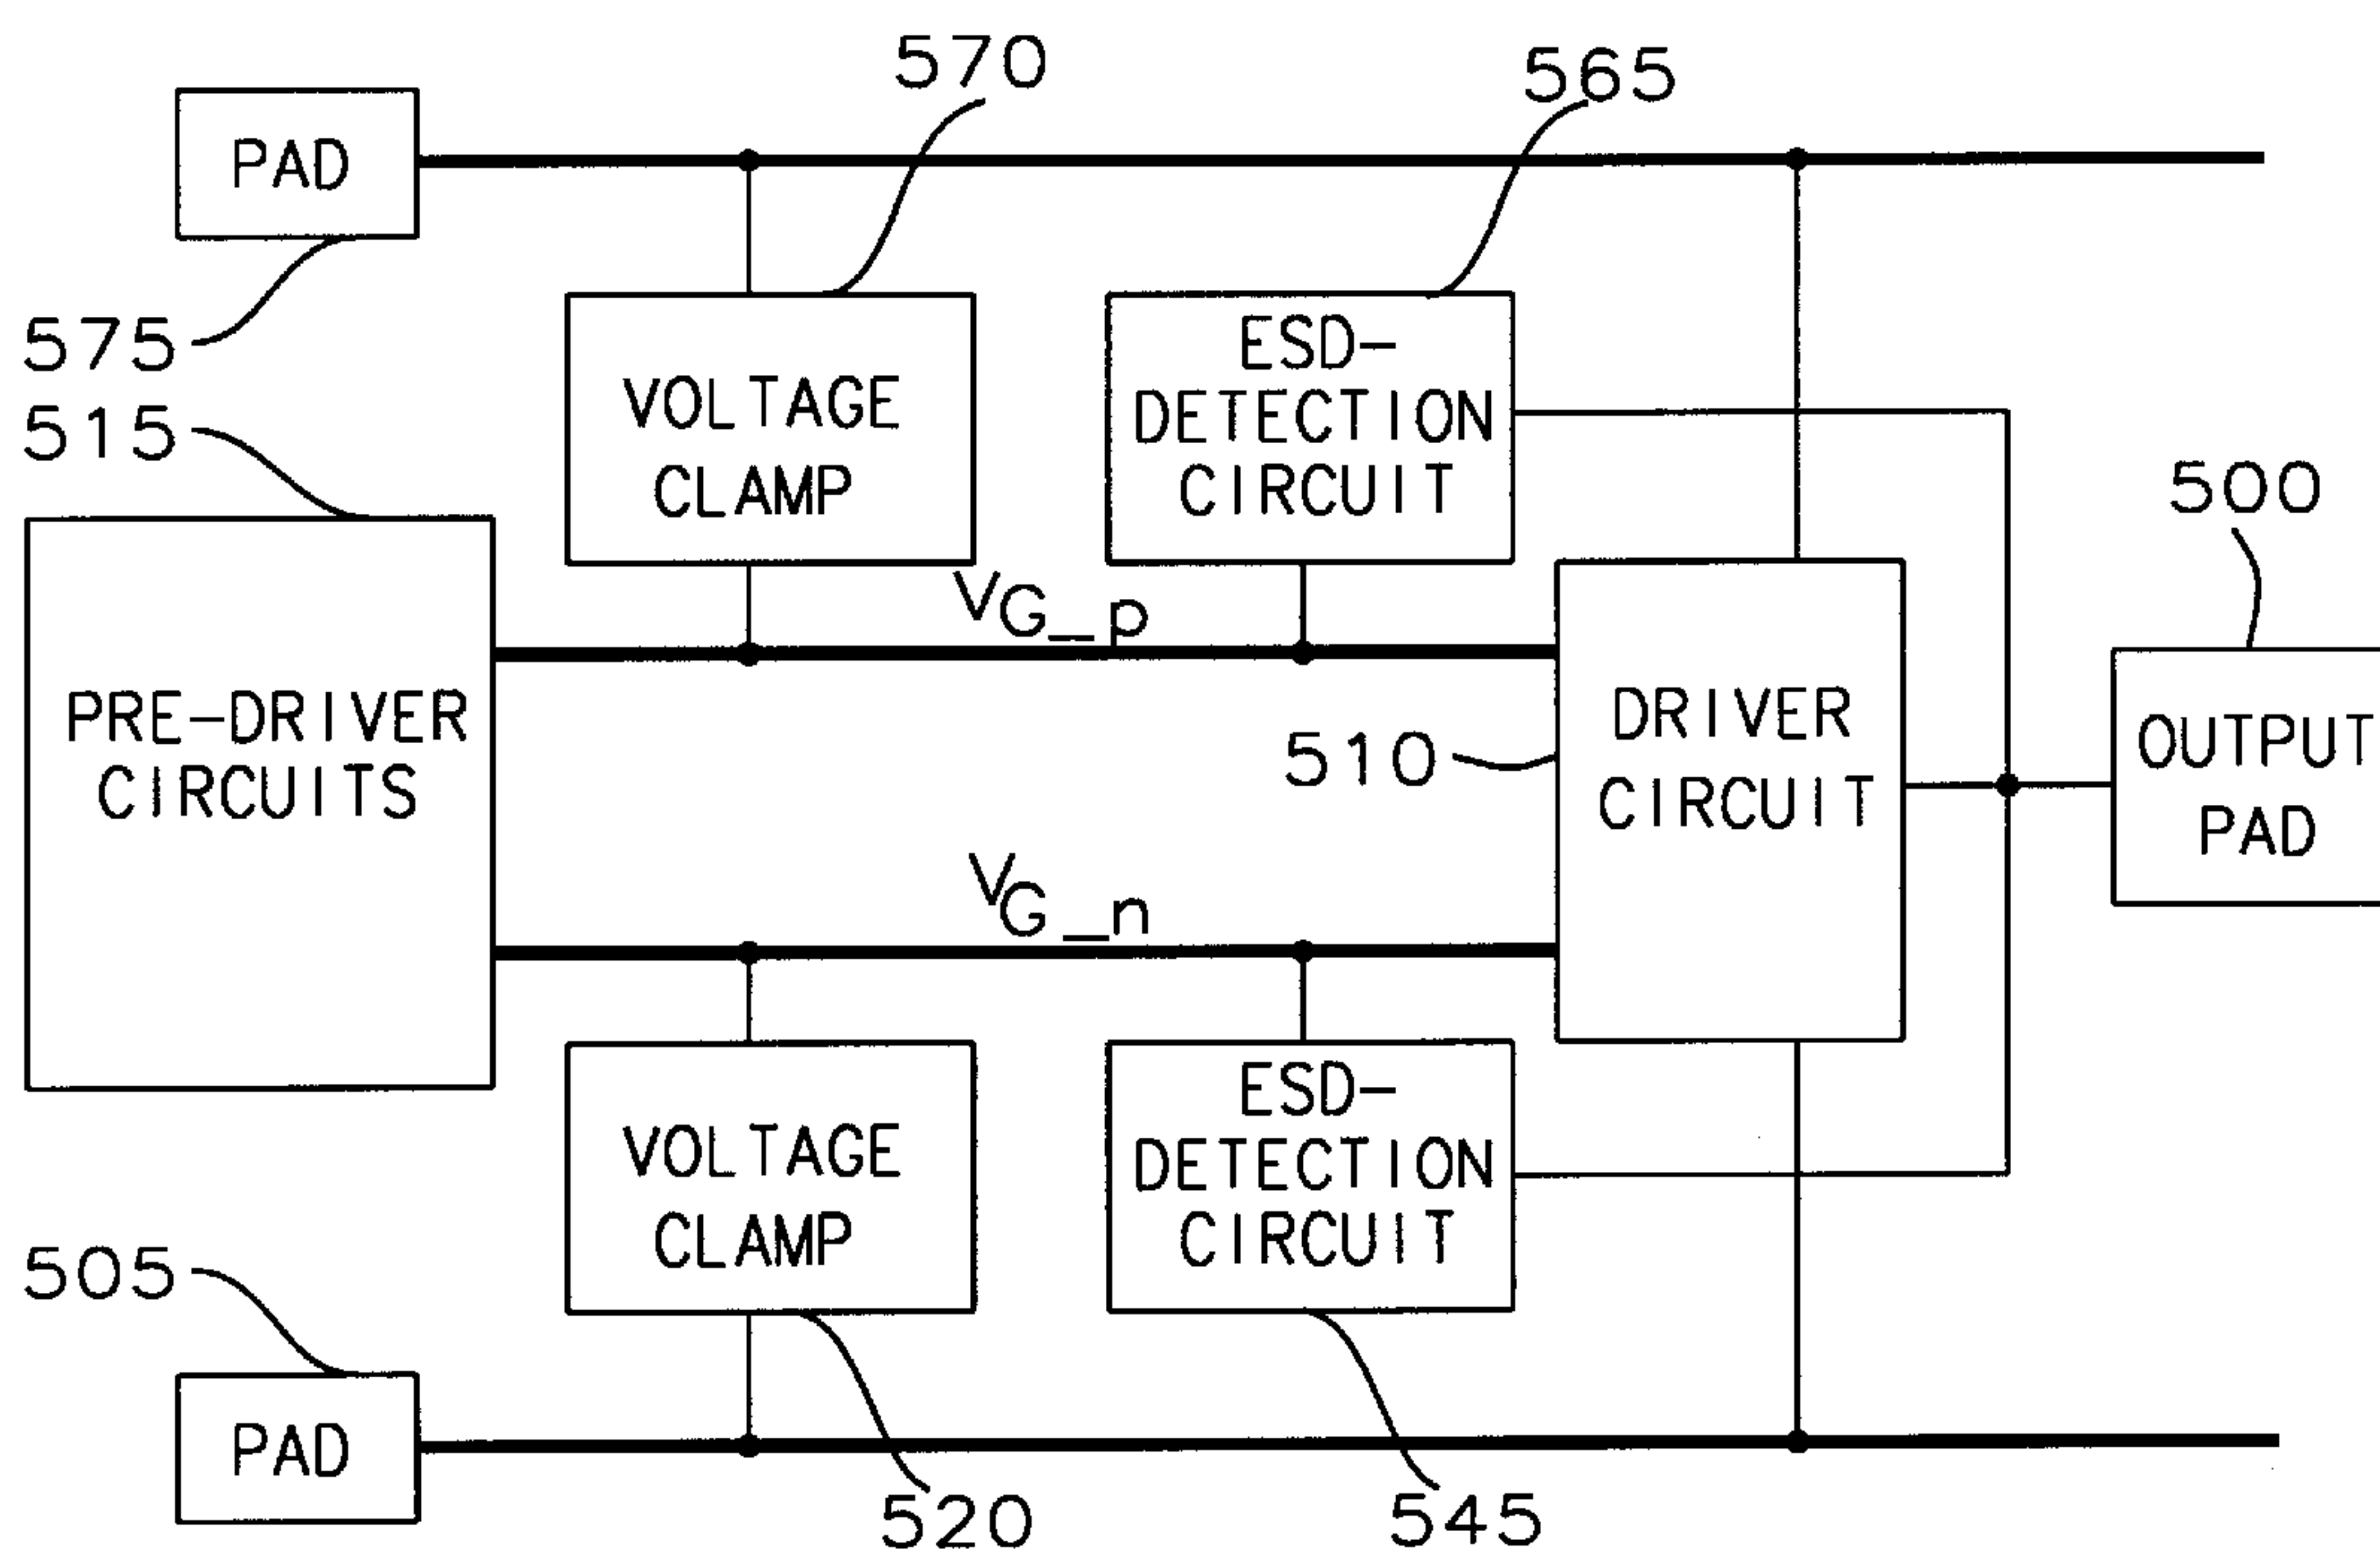 570
565
PAD
575
515
VOLTAGE
CLAMP
ESD-
DETECTION
CIRCUIT
500
VG_p
PRE-DRIVER
CIRCUITS
510
DRIVER
CIRCUIT
OUTPUT
PAD
VG_n
VOLTAGE
CLAMP
ESD-
DETECTION
CIRCUIT
505
PAD
520
545